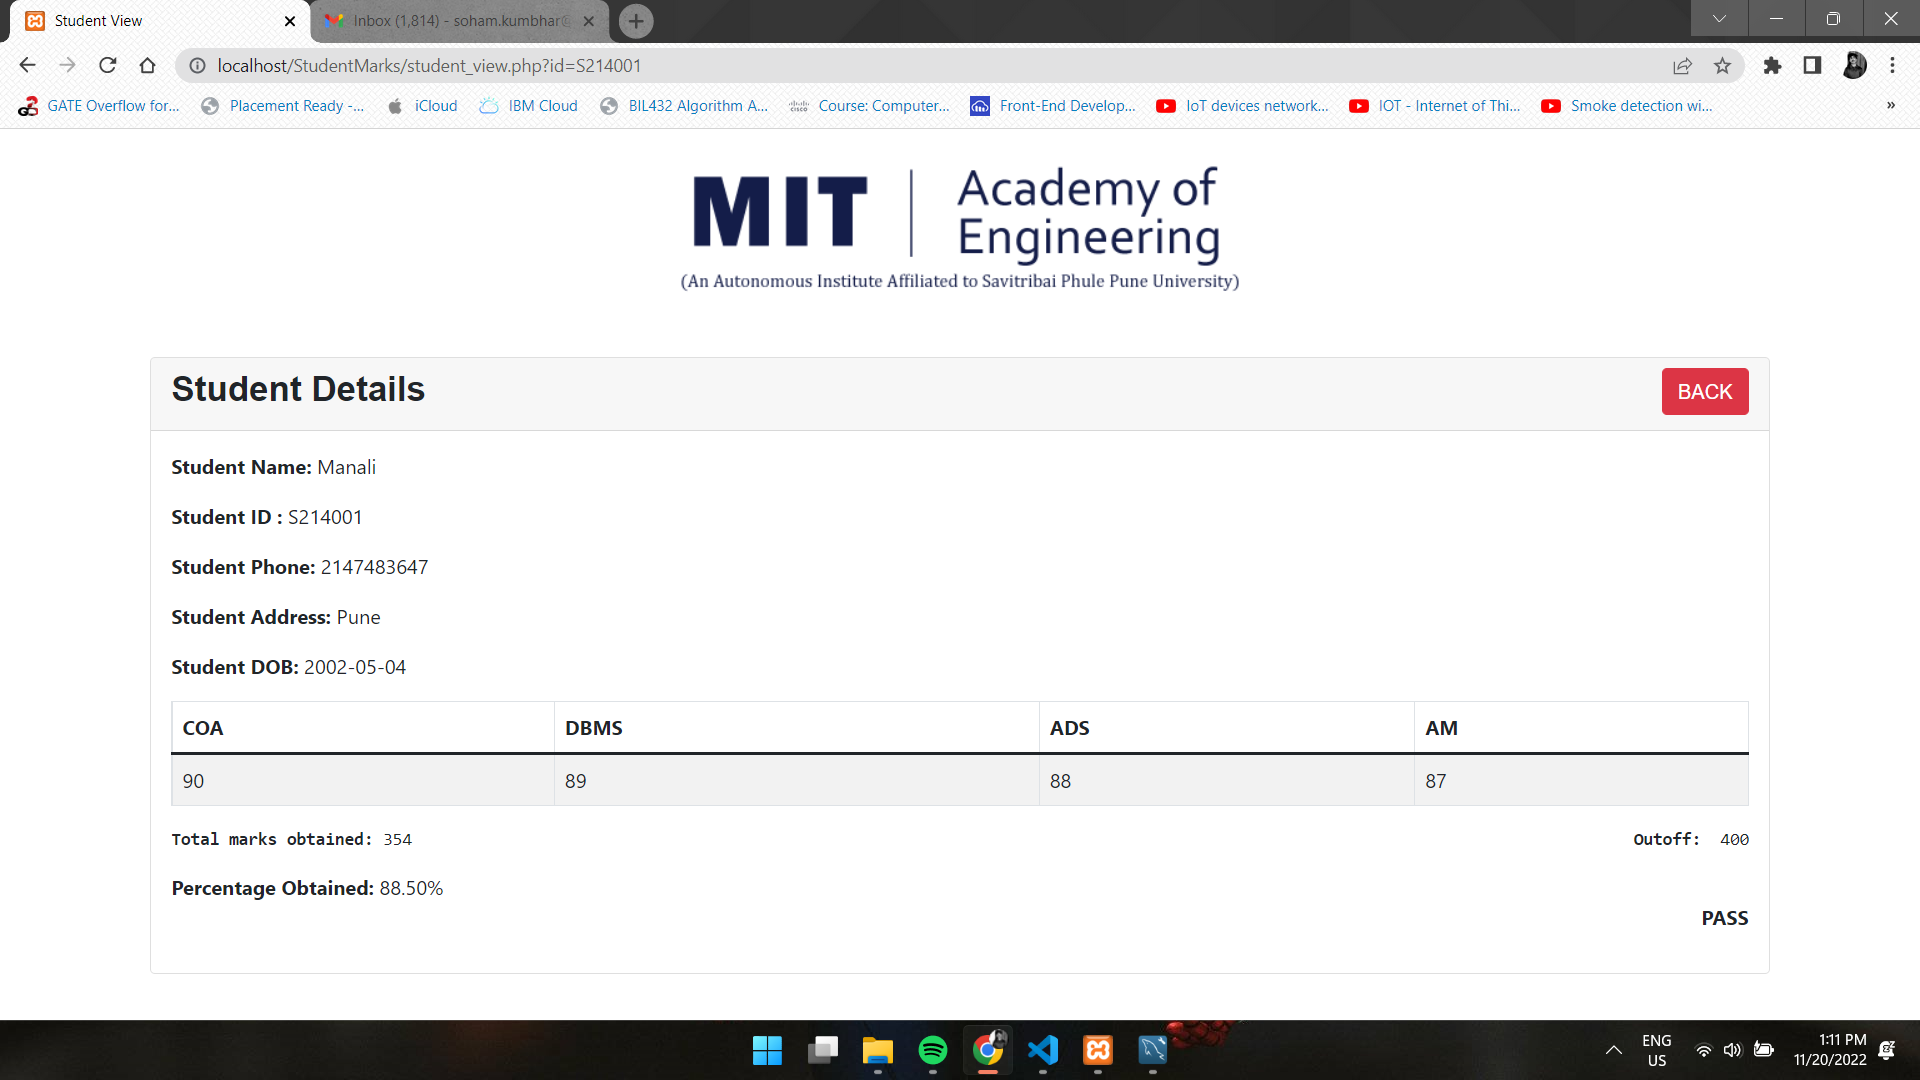 Student View
Inbox (1,814) - soham.kumbhar@
localhost/StudentMarks/student_view.php?id=S214001
GATE Overflow for...
Placement Ready -...
iCloud
IBM Cloud
BIL432 Algorithm A...
Course: Computer...
Front-End Develop...
IoT devices network...
IOT - Internet of Thi...
Smoke detection wi...
»
MIT
Academy of
Engineering
(An Autonomous Institute Affiliated to Savitribai Phule Pune University)
Student Details
BACK
Student Name: Manali
Student ID : S214001
Student Phone: 2147483647
Student Address: Pune
Student DOB: 2002-05-04
COA DBMS ADS AM
90 89 88 87
Total marks obtained: 354
Outoff: 400
Percentage Obtained: 88.50%
PASS
ENG
US
1:11 PM
11/20/2022